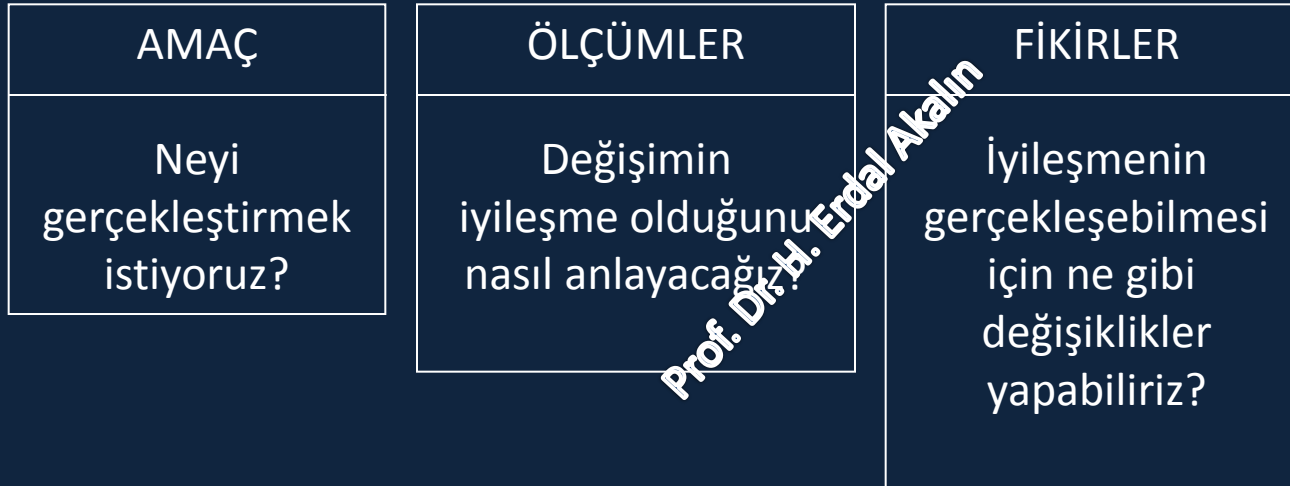 AMAÇ
Neyi
gerçekleştirmek
istiyoruz?
ÖLÇÜMLER
Değişimin
iyileşme olduğunu
nasıl anlayacağız?
FİKİRLER
İyileşmenin
gerçekleşebilmesi
için ne gibi
değişiklikler
yapabiliriz?
Prof. Dr. H. Erdal Akalın